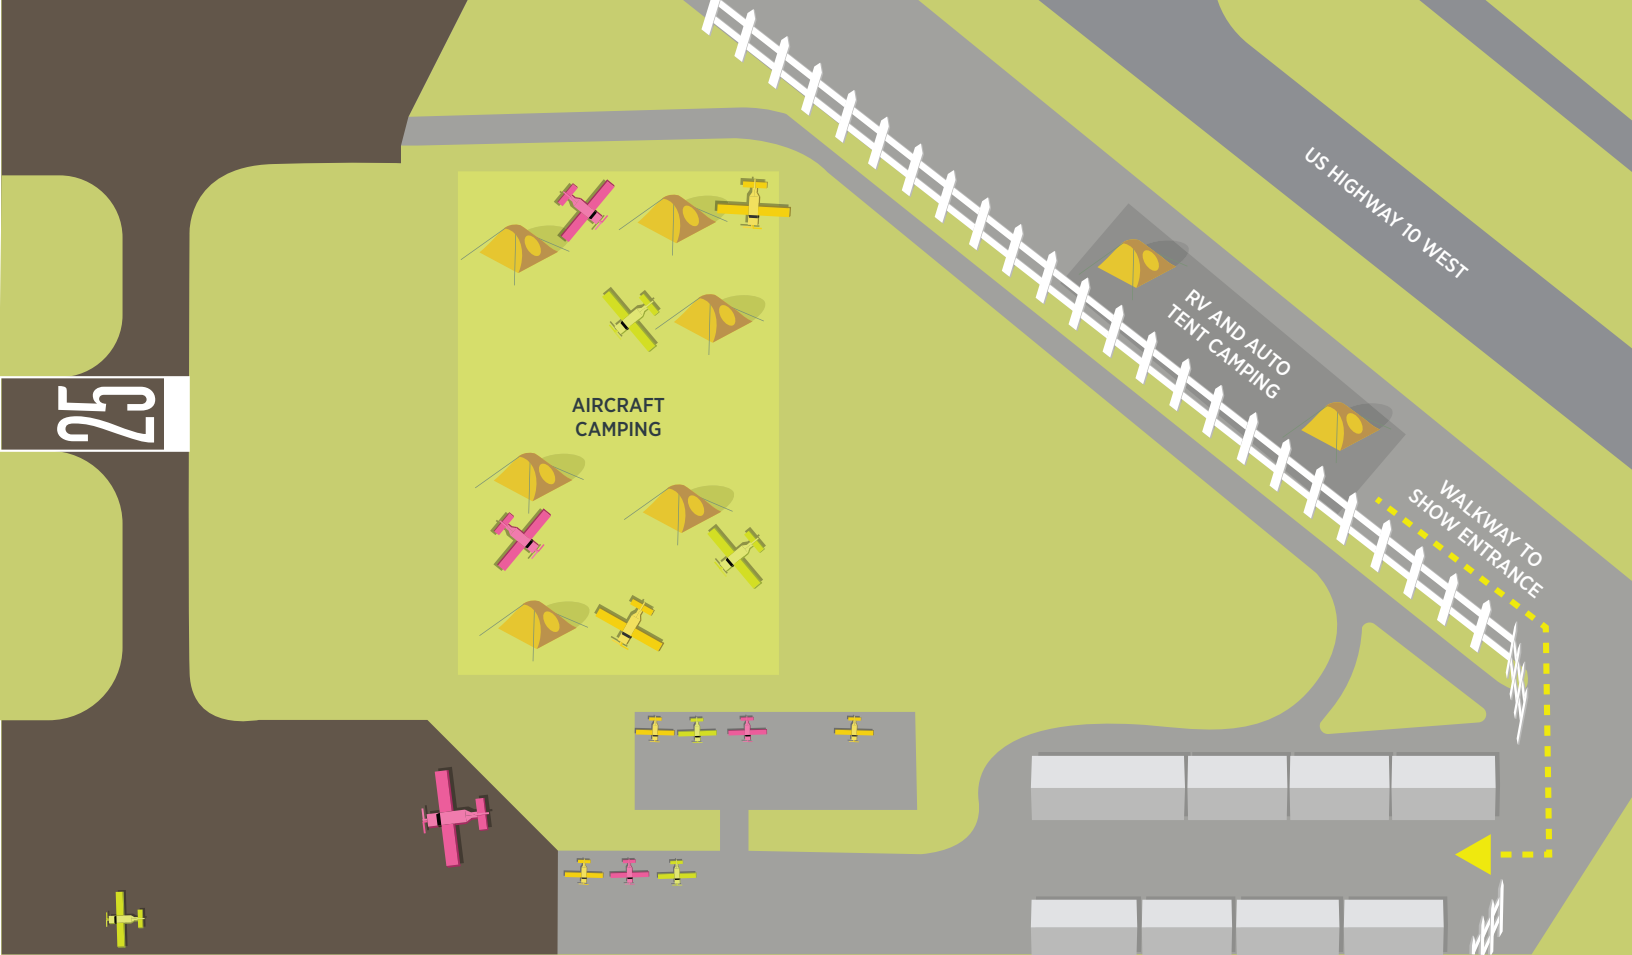 US HIGHWAY 10 WEST
RV AND AUTO
TENT CAMPING
25
AIRCRAFT
CAMPING
WALKWAY TO
SHOW ENTRANCE